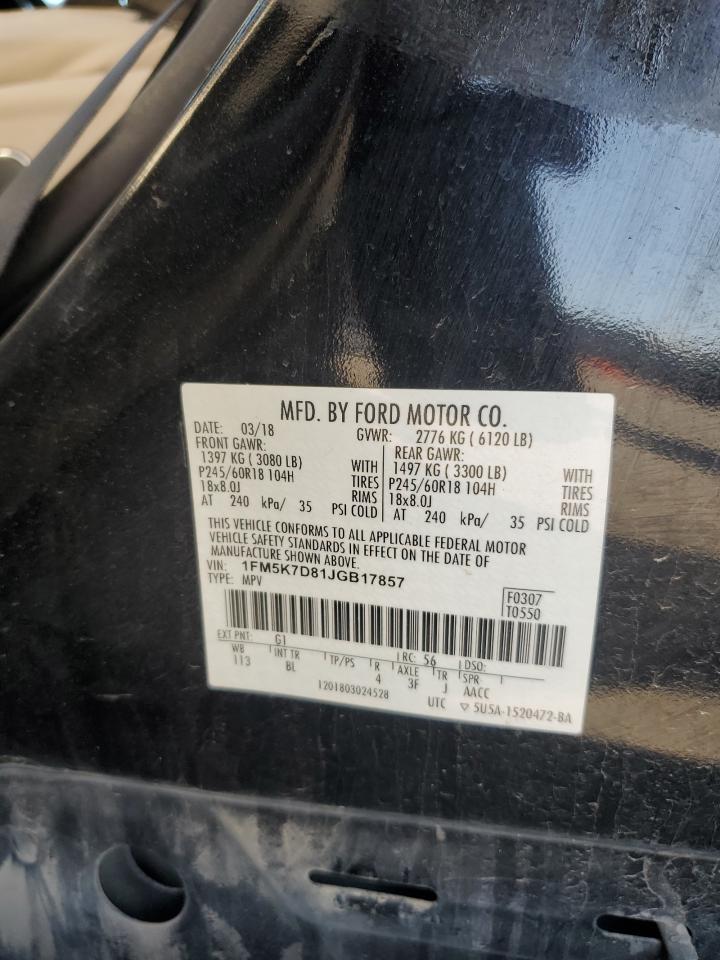 MFD. BY FORD MOTOR CO.
DATE: 03/18 GVWR: 2776 KG ( 6120 LB)
FRONT GAWR: REAR GAWR:
1397 KG ( 3080 LB) WITH 1497 KG ( 3300 LB) WITH
P245/60R18 104H TIRES P245/60R18 104H TIRES
18x8.0J RIMS 18x8.0J RIMS
AT 240 kPa/ 35 PSI COLD AT 240 kPa/ 35 PSI COLD
THIS VEHICLE CONFORMS TO ALL APPLICABLE FEDERAL MOTOR
VEHICLE SAFETY STANDARDS IN EFFECT ON THE DATE OF
MANUFACTURE SHOWN ABOVE.
VIN: 1FM5K7D81JGB17857
TYPE: MPV
F0307
T0550
EXT PNT: G1 RC: 56 DSO:
WB INT TR TP/PS R AXLE TR SPR
113 BL 4 3F J AACC
1201803024528 UTC ▽ 5U5A-1520472-BA